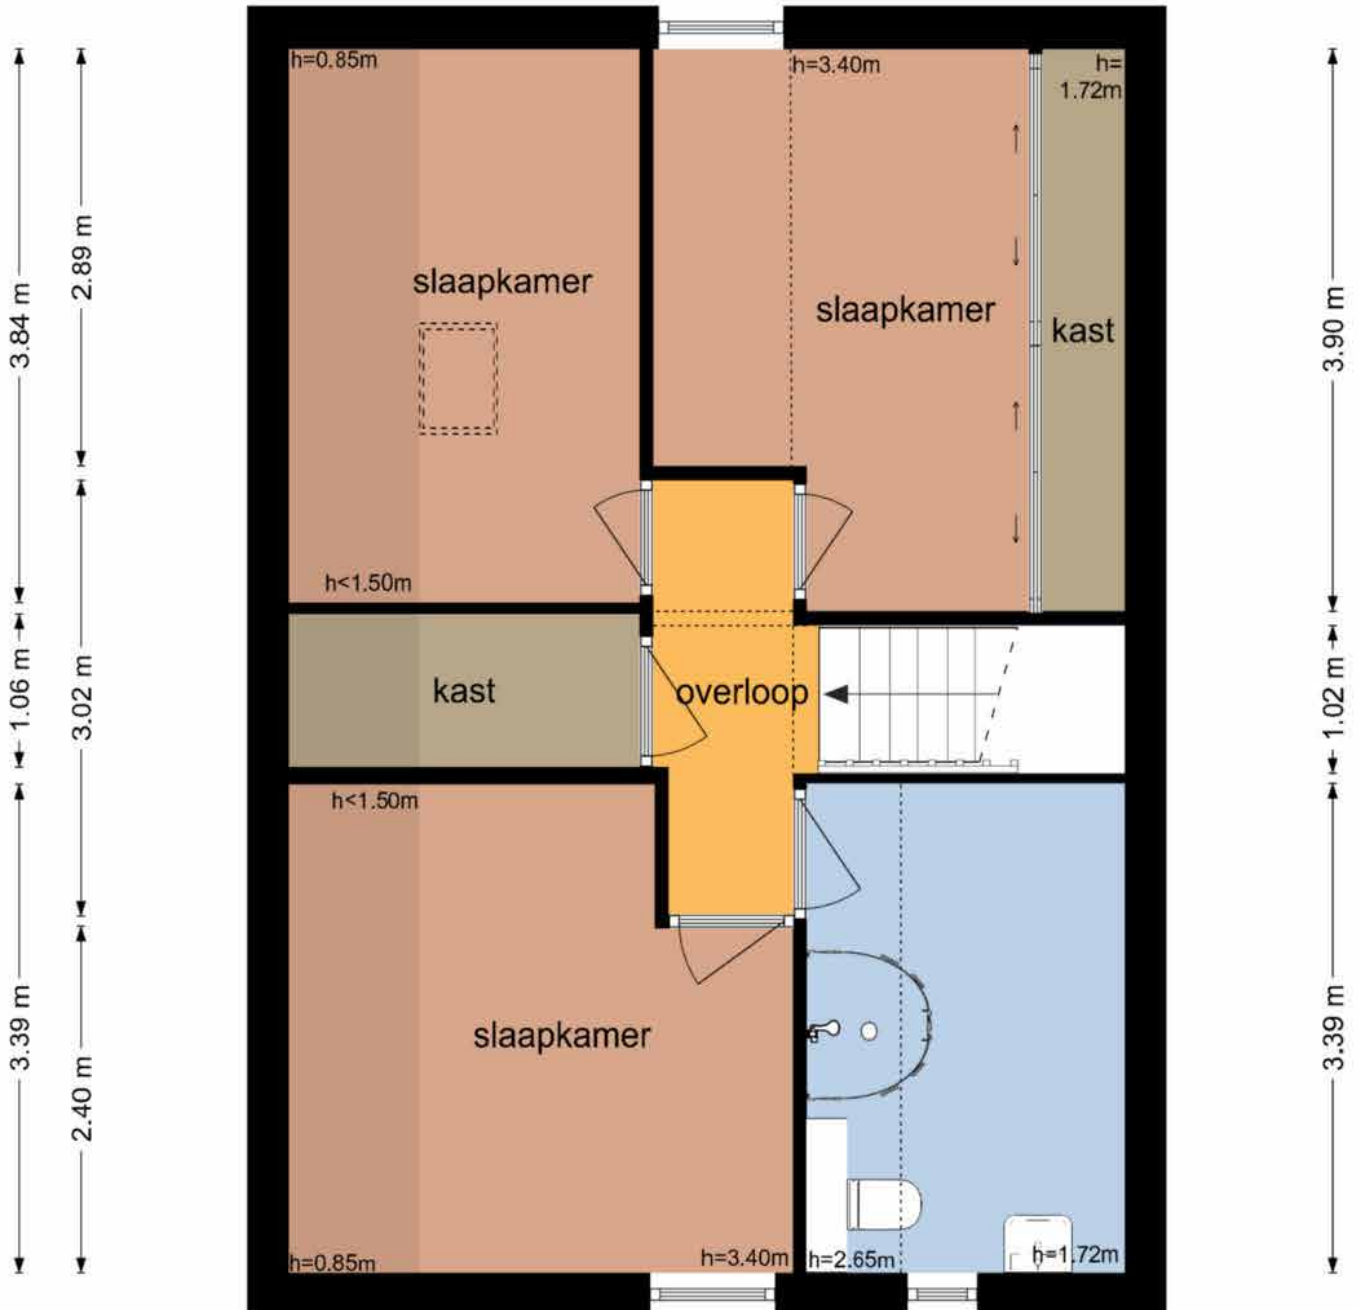 h=0.85m
h=3.40m
h=
1.72m
3.84 m
2.89 m
slaapkamer
slaapkamer
kast
3.90 m
h<1.50m
1.06 m
3.02 m
kast
overloop
1.02 m
h<1.50m
3.39 m
2.40 m
slaapkamer
3.39 m
h=0.85m
h=3.40m
h=2.65m
h=1.72m